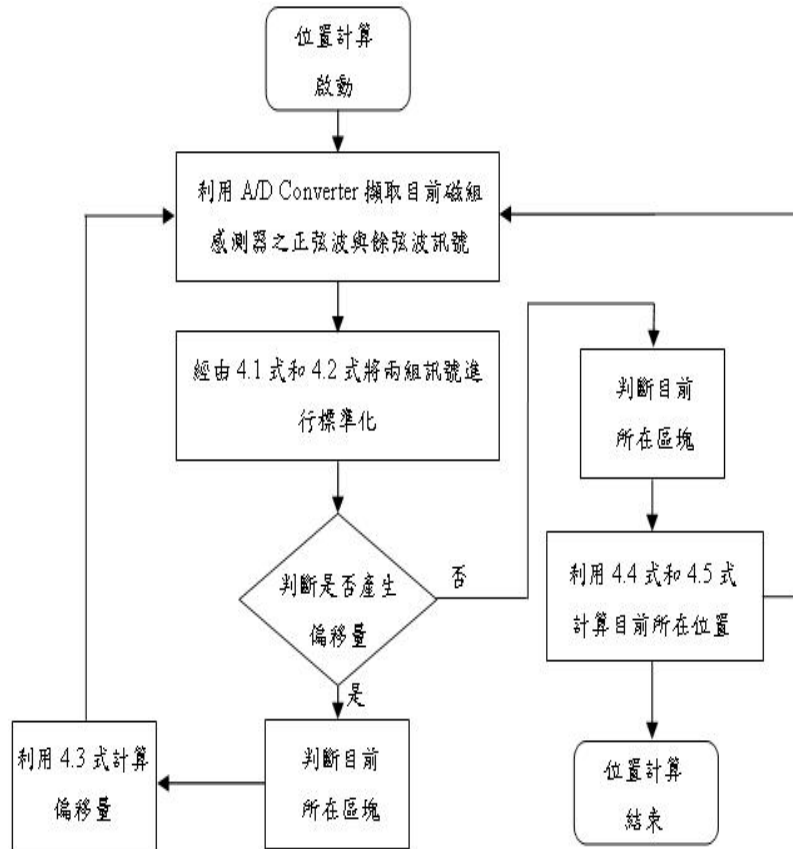 位置計算
啟動
利用 A/D Converter 擷取目前磁組
感測器之正弦波與餘弦波訊號
經由 4.1 式和 4.2 式將兩組訊號進
行標準化
判斷是否產生
偏移量
否
是
判斷目前
所在區塊
利用 4.3 式計算
偏移量
判斷目前
所在區塊
利用 4.4 式和 4.5 式
計算目前所在位置
位置計算
結束